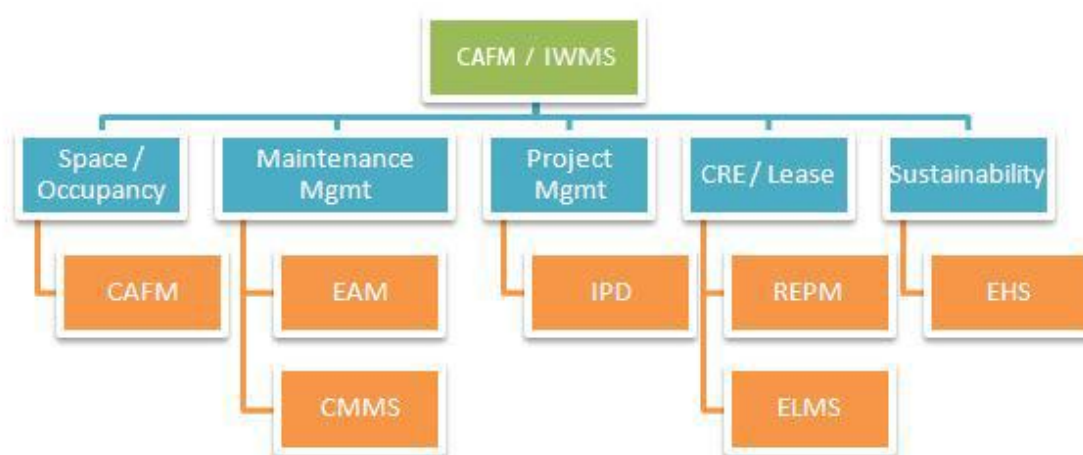 CAFM / IWMS
Space /
Occupancy
Maintenance
Mgmt
Project
Mgmt
CRE / Lease
Sustainability
CAFM
EAM
IPD
REPM
EHS
CMMS
ELMS